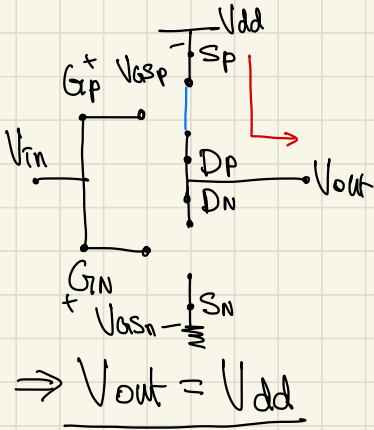 Vdd
- Sp
Gp + VGSp
Vin
Dp
Vout
DN
GN
+
SN
VGSn -
⇒ Vout = Vdd